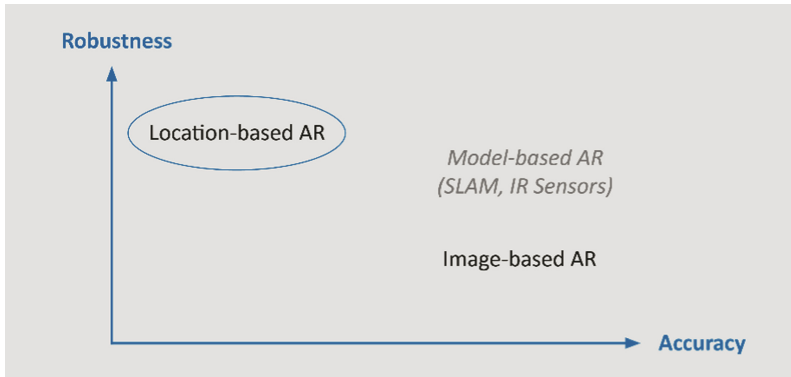 Robustness
Location-based AR
Model-based AR
(SLAM, IR Sensors)
Image-based AR
Accuracy